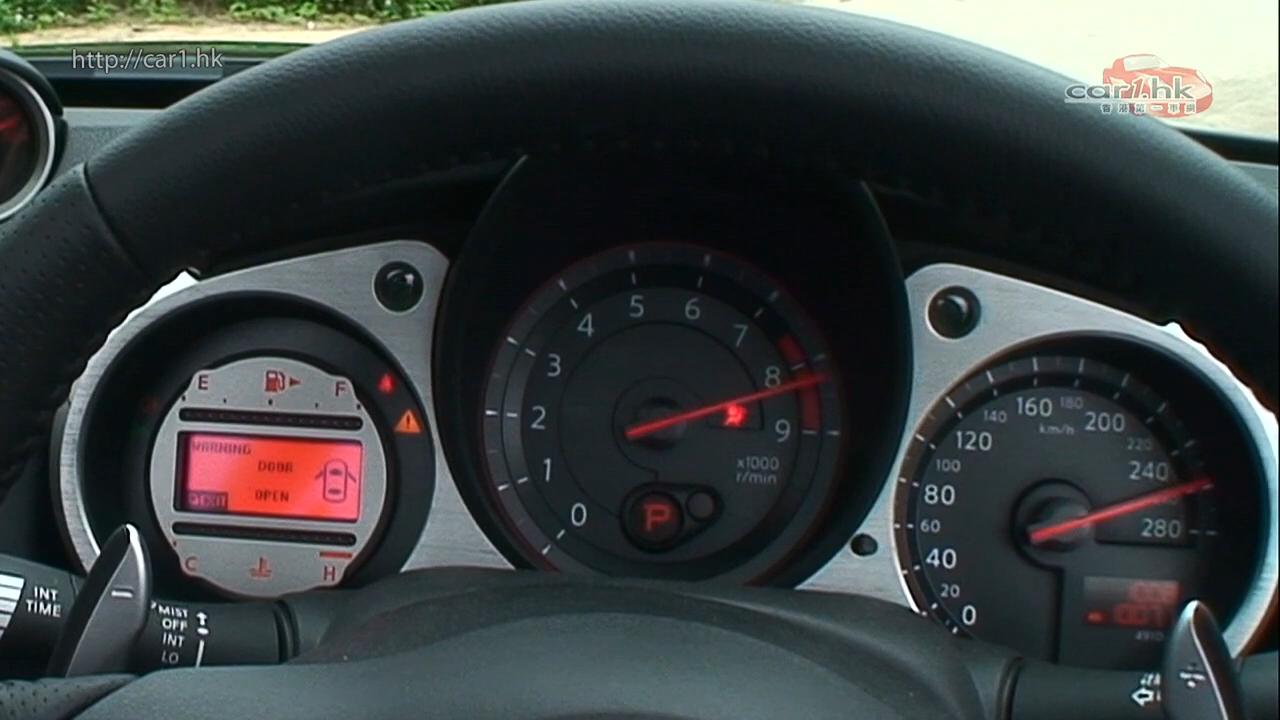 http://car1.hk
car1.hk
香港第一車網
E F
WARNING
DOOR
OPEN
C H
0 1 2 3 4 5 6 7 8 9
x1000
r/min
P
0 20 40 60 80 100 120 140 160 180 200 220 240 280
km/h
INT
TIME
MIST
OFF
INT
LO